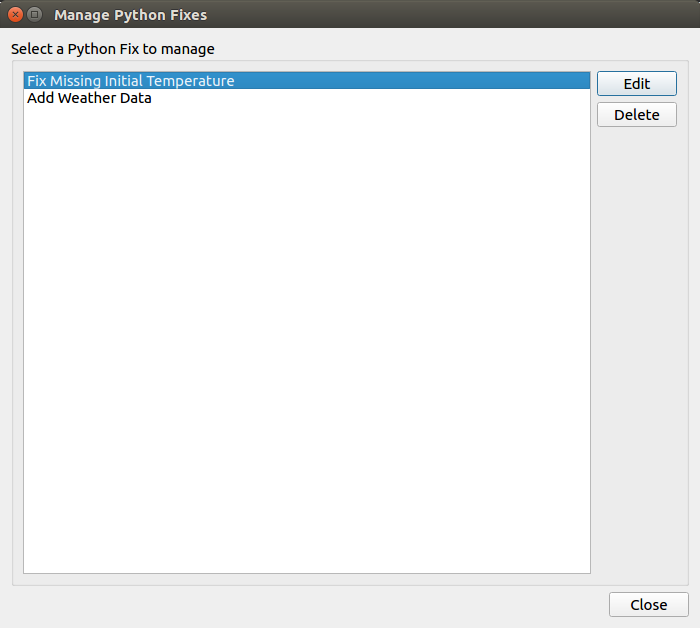 Manage Python Fixes
Select a Python Fix to manage
Fix Missing Initial Temperature
Add Weather Data
Edit
Delete
Close